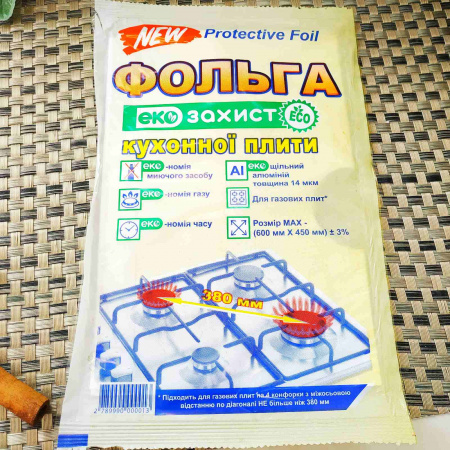 NEW Protective Foil
ФОЛЬГА
еко захист ECO
кухонної плити
еко -номія
миючого засобу
Al еко щільний
алюміній
товщина 14 мкм
еко -номія газу
Для газових плит*
еко -номія часу
Розмір MAX -
(600 мм X 450 мм) ± 3%
380 мм
* Підходить для газових плит на 4 конфорки з міжосьовою
відстанню по діагоналі НЕ більше ніж 380 мм